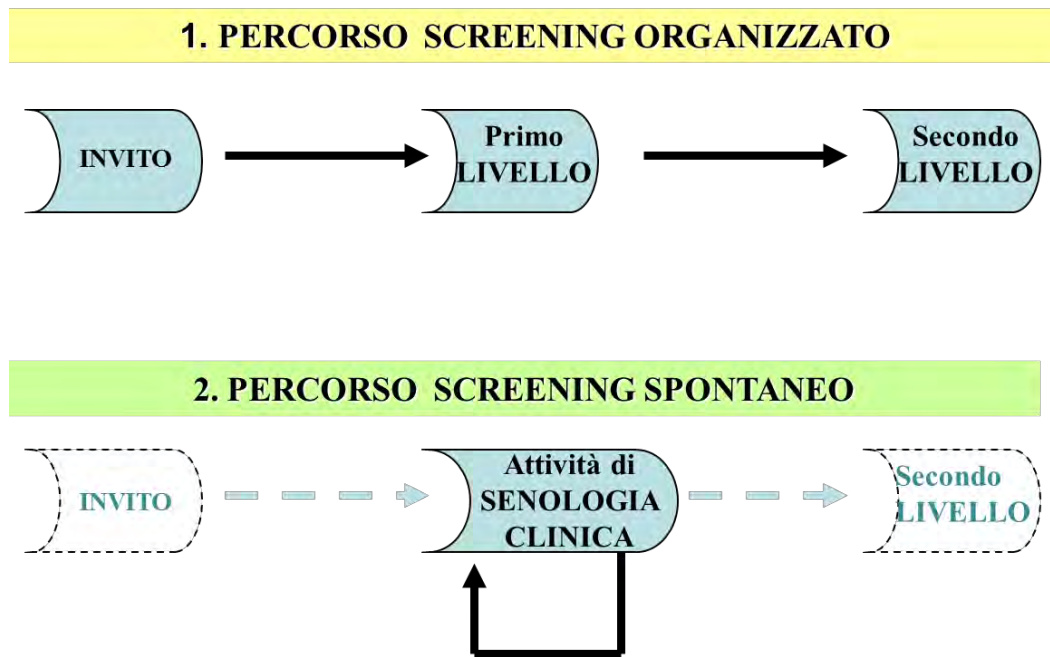 1. PERCORSO SCREENING ORGANIZZATO
INVITO
Primo
LIVELLO
Secondo
LIVELLO
2. PERCORSO SCREENING SPONTANEO
INVITO
Attività di
SENOLOGIA
CLINICA
Secondo
LIVELLO